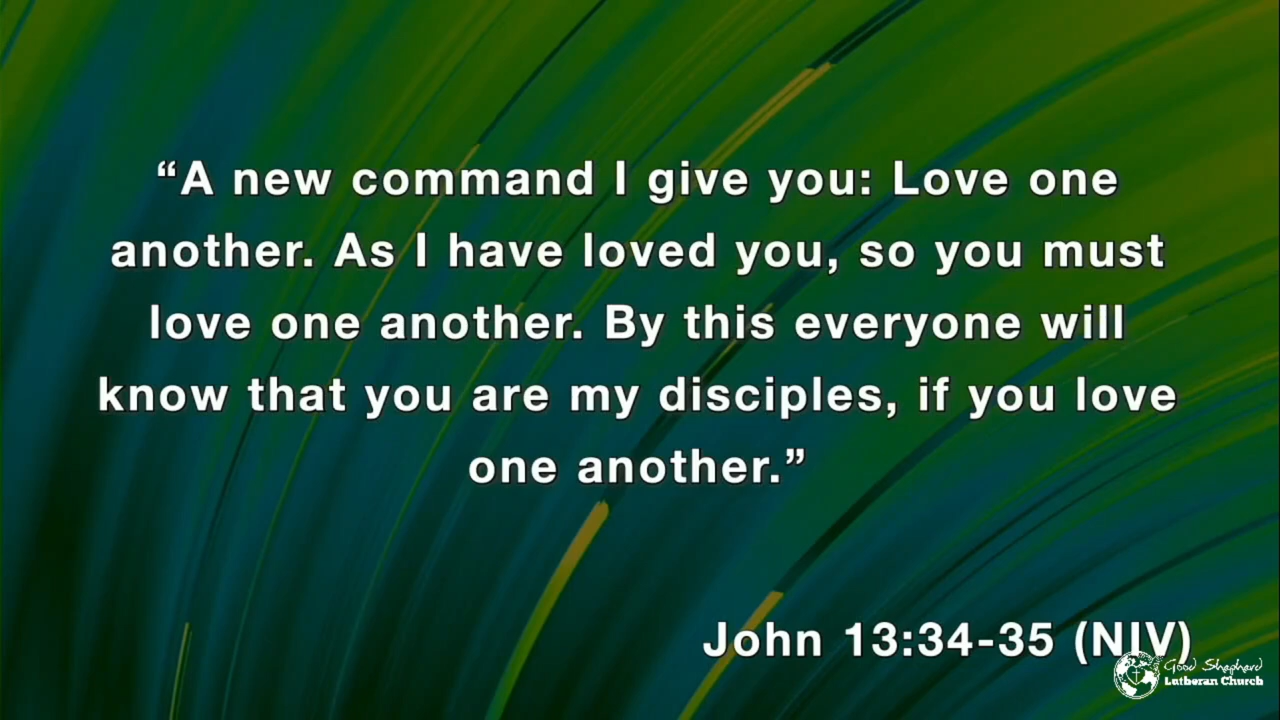 “A new command I give you: Love one
another. As I have loved you, so you must
love one another. By this everyone will
know that you are my disciples, if you love
one another.”
John 13:34-35 (NIV)
Good Shepherd
Lutheran Church